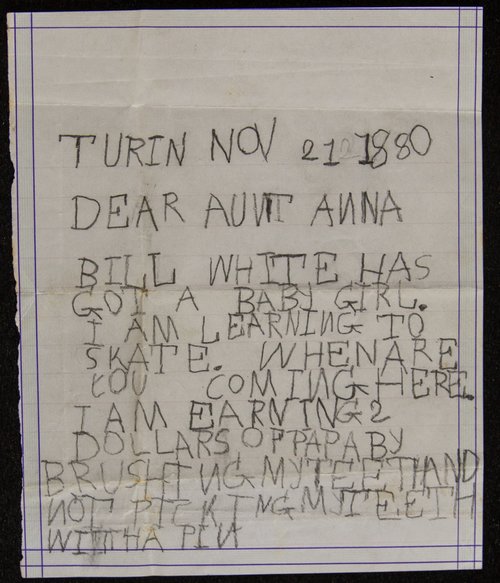 TURIN NOV 21 1880
DEAR AUNT ANNA
BILL WHITE HAS
GOT A BABY GIRL.
I AM LEARNING TO
SKATE. WHEN ARE
YOU COMING HERE.
I AM EARNING 2
DOLLARS OF PAPA BY
BRUSHING MY TEETH AND
NOT PICKING MY TEETH
WITH A PIN